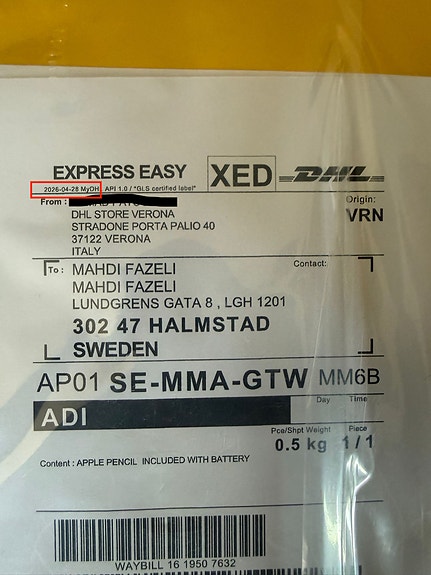 EXPRESS EASY
XED
DHL
2026-04-28 MyDH API 1.0 / "GLS certified label"
From :
Origin:
VRN
DHL STORE VERONA
STRADONE PORTA PALIO 40
37122 VERONA
ITALY
To : MAHDI FAZELI
Contact:
MAHDI FAZELI
LUNDGRENS GATA 8 , LGH 1201
302 47 HALMSTAD
SWEDEN
AP01 SE-MMA-GTW MM6B
ADI
Day Time
Pce/Shpt Weight Piece
0.5 kg 1/1
Content : APPLE PENCIL INCLUDED WITH BATTERY
WAYBILL 16 1950 7632